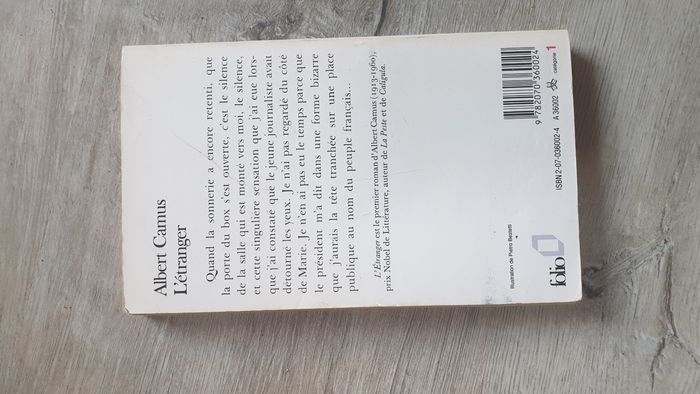 Albert Camus
L'étranger
Quand la sonnerie a encore retenti, que
la porte du box s'est ouverte, c'est le silence
de la salle qui est monté vers moi, le silence,
et cette singulière sensation que j'ai eue lors-
que j'ai constaté que le jeune journaliste avait
détourné les yeux. Je n'ai pas regardé du côté
de Marie. Je n'en ai pas eu le temps parce que
le président m'a dit dans une forme bizarre
que j'aurais la tête tranchée sur une place
publique au nom du peuple français...
L'Étranger est le premier roman d'Albert Camus (1913-1960),
prix Nobel de Littérature, auteur de La Peste et de Caligula.
9 782070 360024
ISBN 2-07-036002-4
A 36002
catégorie 1
Illustration de Pietro Bestetti
folio